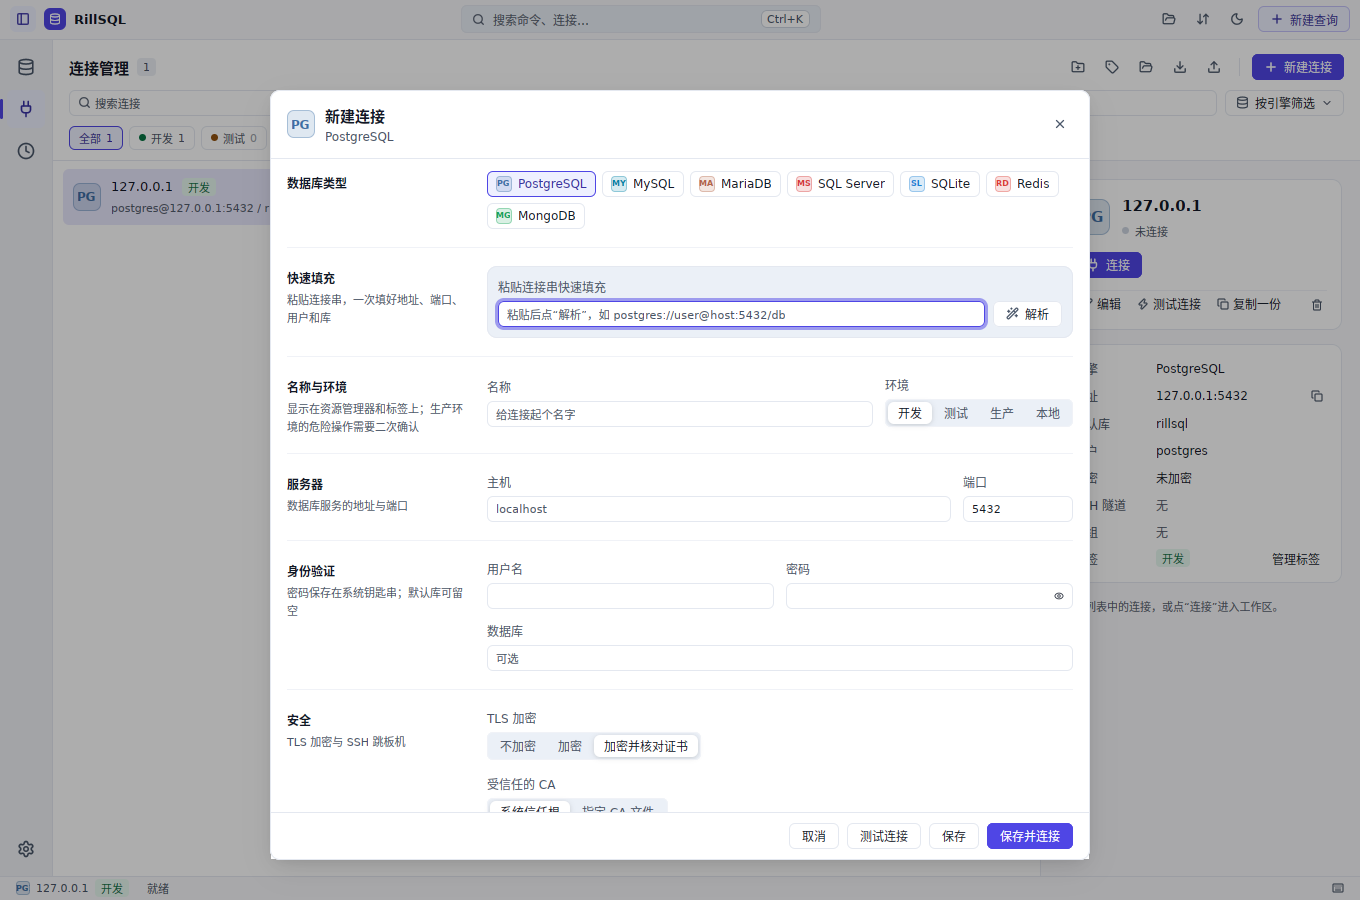 RillSQL
搜索命令、连接…
Ctrl+K
新建查询
连接管理 1
新建连接
搜索连接
按引擎筛选
全部 1
开发 1
测试 0
PG
127.0.0.1 开发
postgres@127.0.0.1:5432 / r
127.0.0.1
未连接
连接
编辑 测试连接 复制一份
PostgreSQL
127.0.0.1:5432
rillsql
postgres
未加密
隧道 无
无
开发 管理标签
列表中的连接，或点“连接”进入工作区。
PG
新建连接
PostgreSQL
数据库类型
PG PostgreSQL
MY MySQL
MA MariaDB
MS SQL Server
SL SQLite
RD Redis
MG MongoDB
快速填充
粘贴连接串，一次填好地址、端口、
用户和库
粘贴连接串快速填充
粘贴后点“解析”，如 postgres://user@host:5432/db
解析
名称与环境
显示在资源管理器和标签上；生产环
境的危险操作需要二次确认
名称
给连接起个名字
环境
开发 测试 生产 本地
服务器
数据库服务的地址与端口
主机
localhost
端口
5432
身份验证
密码保存在系统钥匙串；默认库可留
空
用户名
密码
数据库
可选
安全
TLS 加密与 SSH 跳板机
TLS 加密
不加密 加密 加密并核对证书
受信任的 CA
系统信任根 指定 CA 文件
取消 测试连接 保存 保存并连接
PG 127.0.0.1 开发 就绪